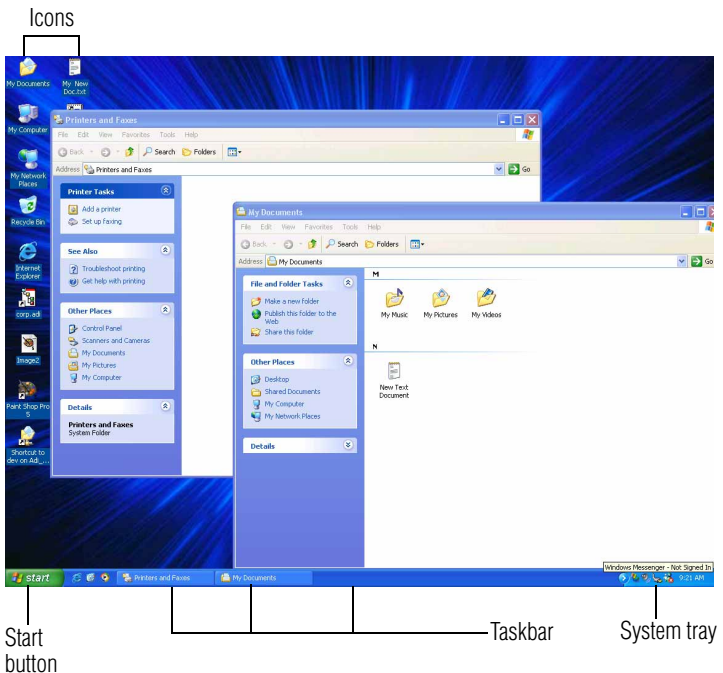 Icons
My Documents
My New
Doc.txt
My Computer
My Network
Places
Recycle Bin
Internet
Explorer
corp.adi
Image2
Paint Shop Pro
5
Shortcut to
dev on Adi_...
Printers and Faxes
File Edit View Favorites Tools Help
Back Search Folders
Address Printers and Faxes Go
Printer Tasks
Add a printer
Set up faxing
See Also
Troubleshoot printing
Get help with printing
Other Places
Control Panel
Scanners and Cameras
My Documents
My Pictures
My Computer
Details
Printers and Faxes
System Folder
My Documents
File Edit View Favorites Tools Help
Back Search Folders
Address My Documents Go
File and Folder Tasks
Make a new folder
Publish this folder to the
Web
Share this folder
Other Places
Desktop
Shared Documents
My Computer
My Network Places
Details
M
My Music My Pictures My Videos
N
New Text
Document
Windows Messenger - Not Signed In
start Printers and Faxes My Documents 9:21 AM
Start
button
Taskbar
System tray